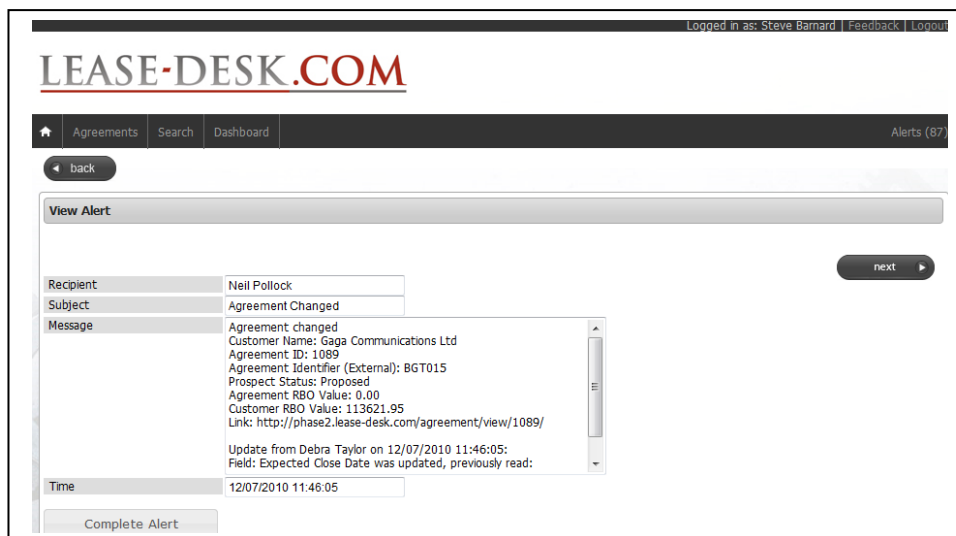 Logged in as: Steve Barnard | Feedback | Logout
LEASE-DESK.COM
Agreements Search Dashboard Alerts (87)
back
View Alert
next
Recipient Neil Pollock
Subject Agreement Changed
Message Agreement changed
Customer Name: Gaga Communications Ltd
Agreement ID: 1089
Agreement Identifier (External): BGT015
Prospect Status: Proposed
Agreement RBO Value: 0.00
Customer RBO Value: 113621.95
Link: http://phase2.lease-desk.com/agreement/view/1089/
Update from Debra Taylor on 12/07/2010 11:46:05:
Field: Expected Close Date was updated, previously read:
Time 12/07/2010 11:46:05
Complete Alert